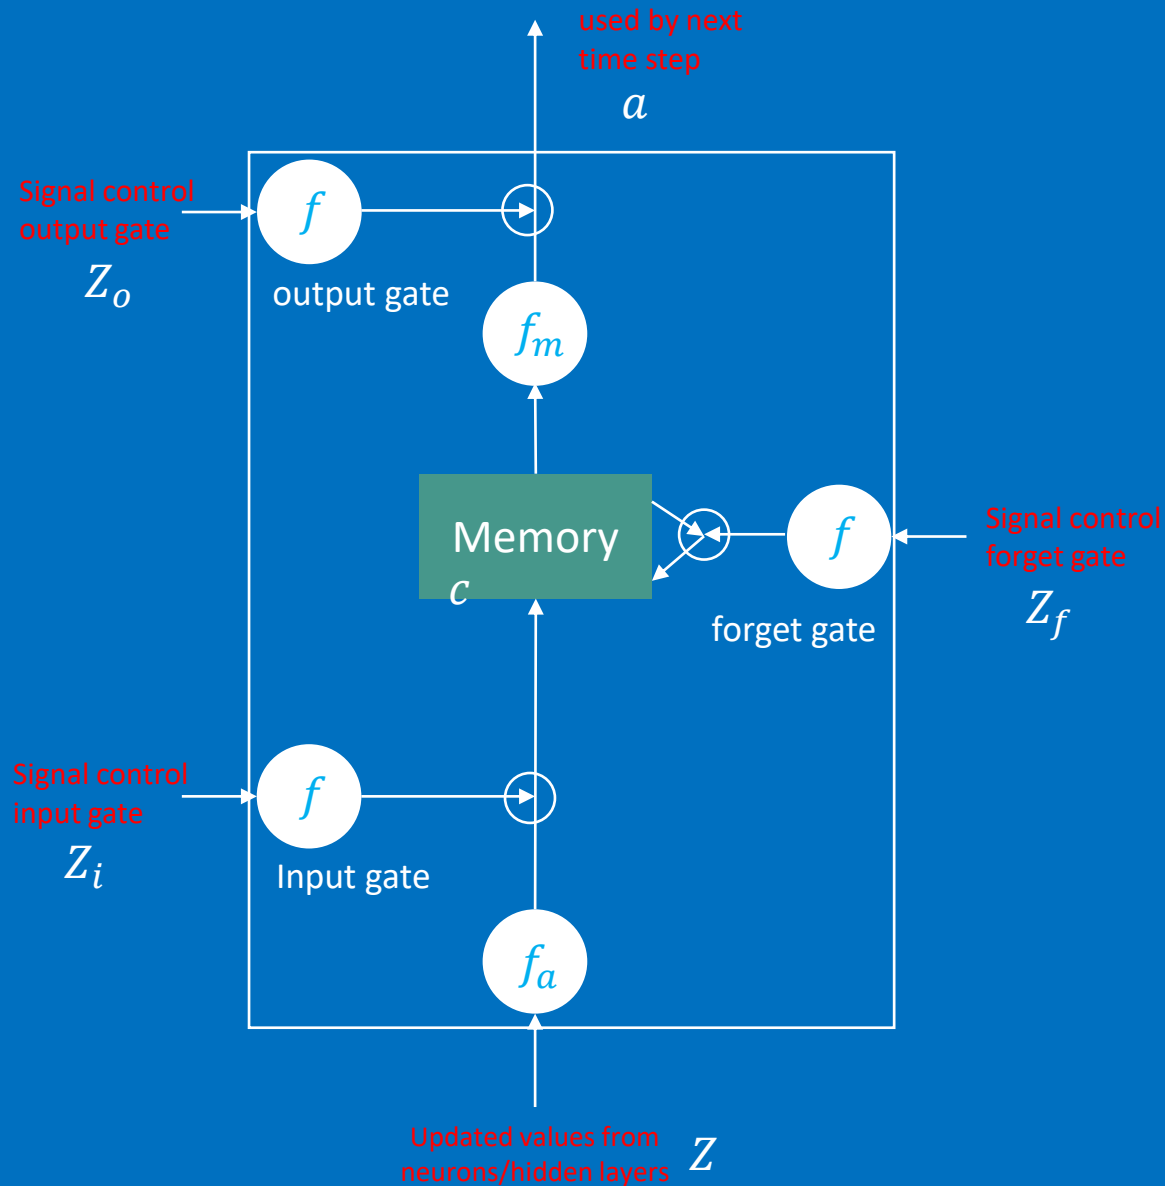 used by next
time step
a
Signal control
output gate
Z_o
f
output gate
f_m
Memory
c
f
Signal control
forget gate
Z_f
forget gate
Signal control
input gate
Z_i
f
Input gate
f_a
Updated values from
neurons/hidden layers
Z